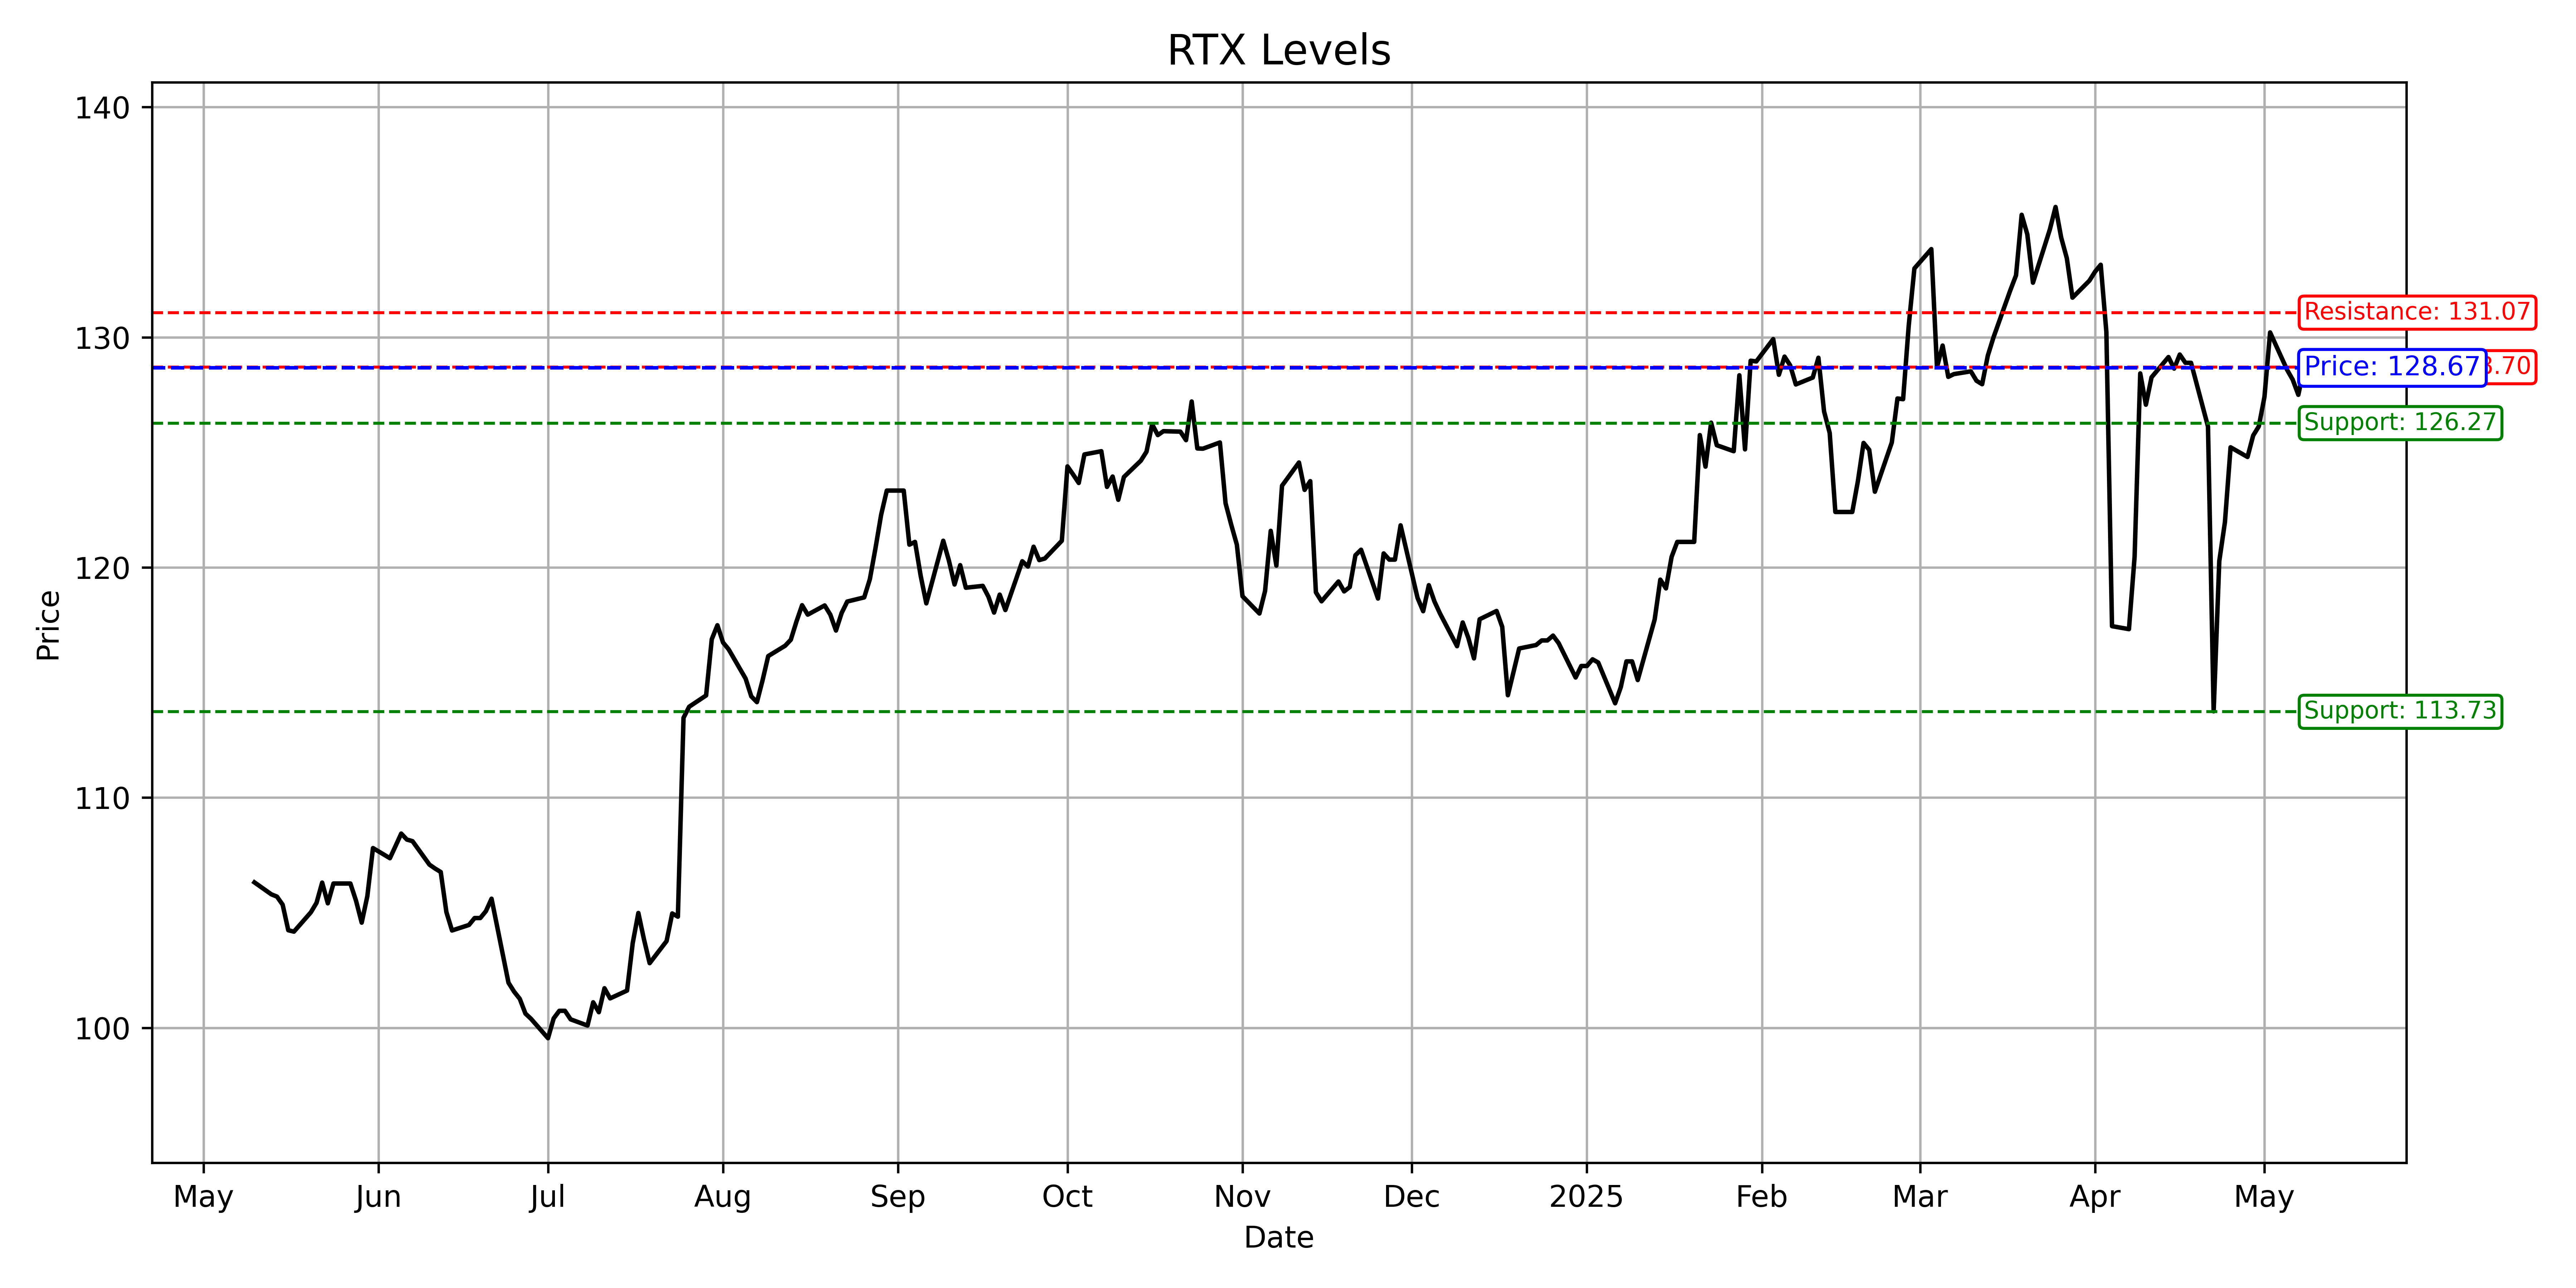 RTX Levels
140
130
120
110
100
Price
Resistance: 131.07
Price: 128.67
3.70
Support: 126.27
Support: 113.73
May
Jun
Jul
Aug
Sep
Oct
Nov
Dec
2025
Feb
Mar
Apr
May
Date